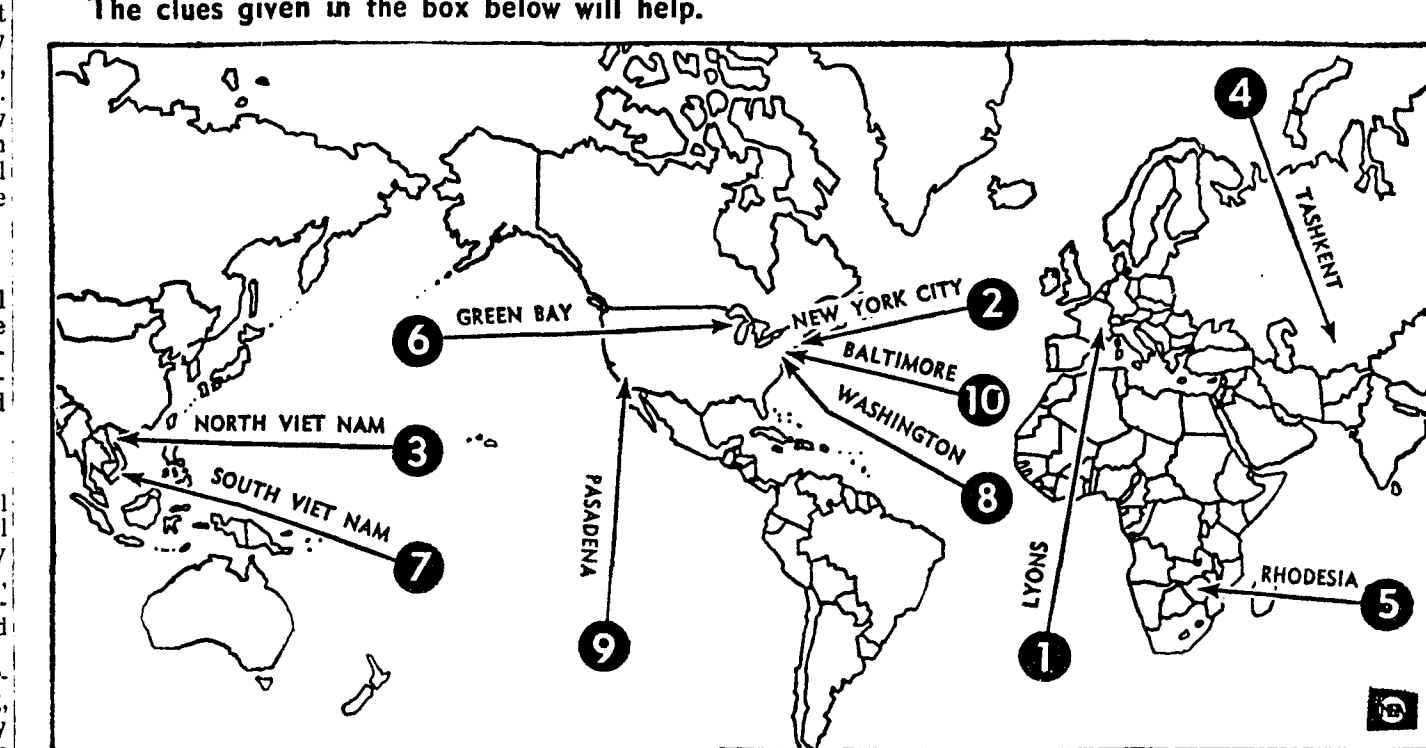 The clues given in the box below will help.
4
TASHKENT
NEW YORK CITY
2
GREEN BAY
6
BALTIMORE
10
WASHINGTON
8
NORTH VIET NAM
3
SOUTH VIET NAM
7
PASADENA
9
LYONS
1
RHODESIA
5